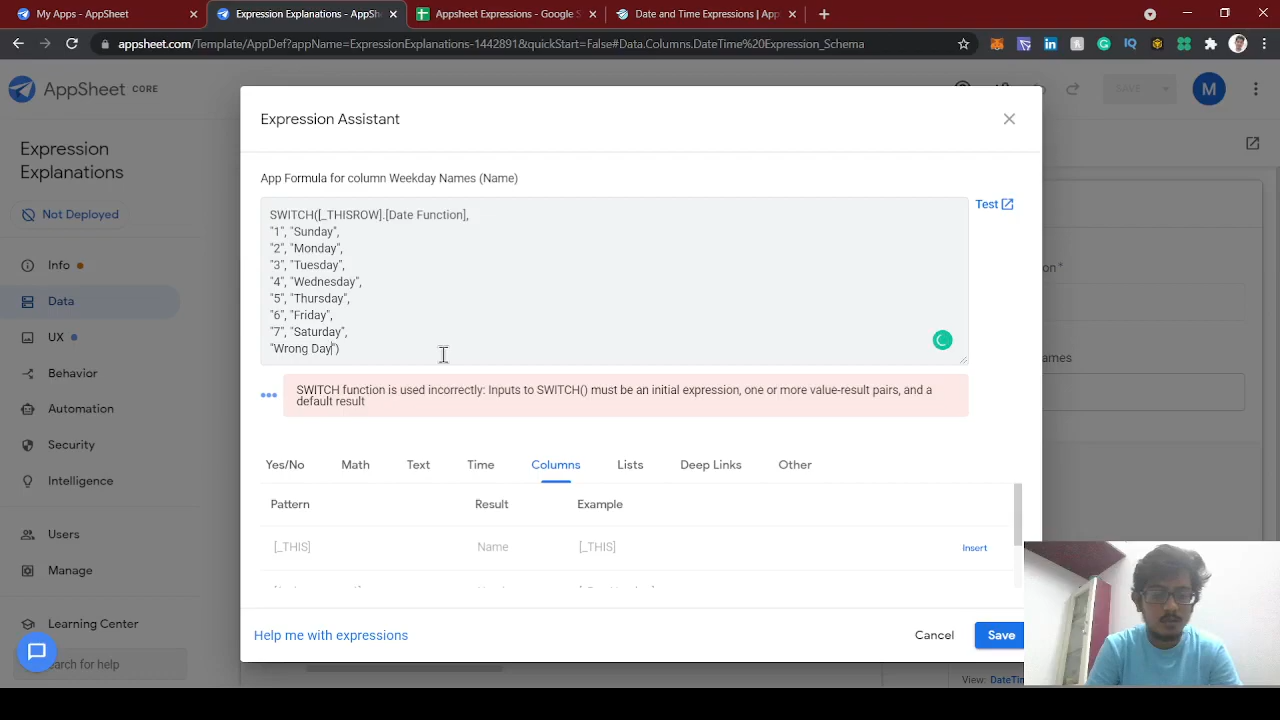 My Apps - AppSheet
Expression Explanations - AppSh
Appsheet Expressions - Google S
Date and Time Expressions | App
appsheet.com/Template/AppDef?appName=ExpressionExplanations-1442891&quickStart=False#Data.Columns.DateTime%20Expression_Schema
AppSheet CORE
SAVE
M
Expression
Explanations
Not Deployed
Info
Data
UX
Behavior
Automation
Security
Intelligence
Users
Manage
Learning Center
earch for help
Expression Assistant
App Formula for column Weekday Names (Name)
Test
SWITCH([_THISROW].[Date Function],
"1", "Sunday",
"2", "Monday",
"3", "Tuesday",
"4", "Wednesday",
"5", "Thursday",
"6", "Friday",
"7", "Saturday",
"Wrong Day")
SWITCH function is used incorrectly: Inputs to SWITCH() must be an initial expression, one or more value-result pairs, and a
default result
Yes/No Math Text Time Columns Lists Deep Links Other
Pattern Result Example
[_THIS] Name [_THIS] Insert
Help me with expressions
Cancel Save
on *
ames
View: DateTim